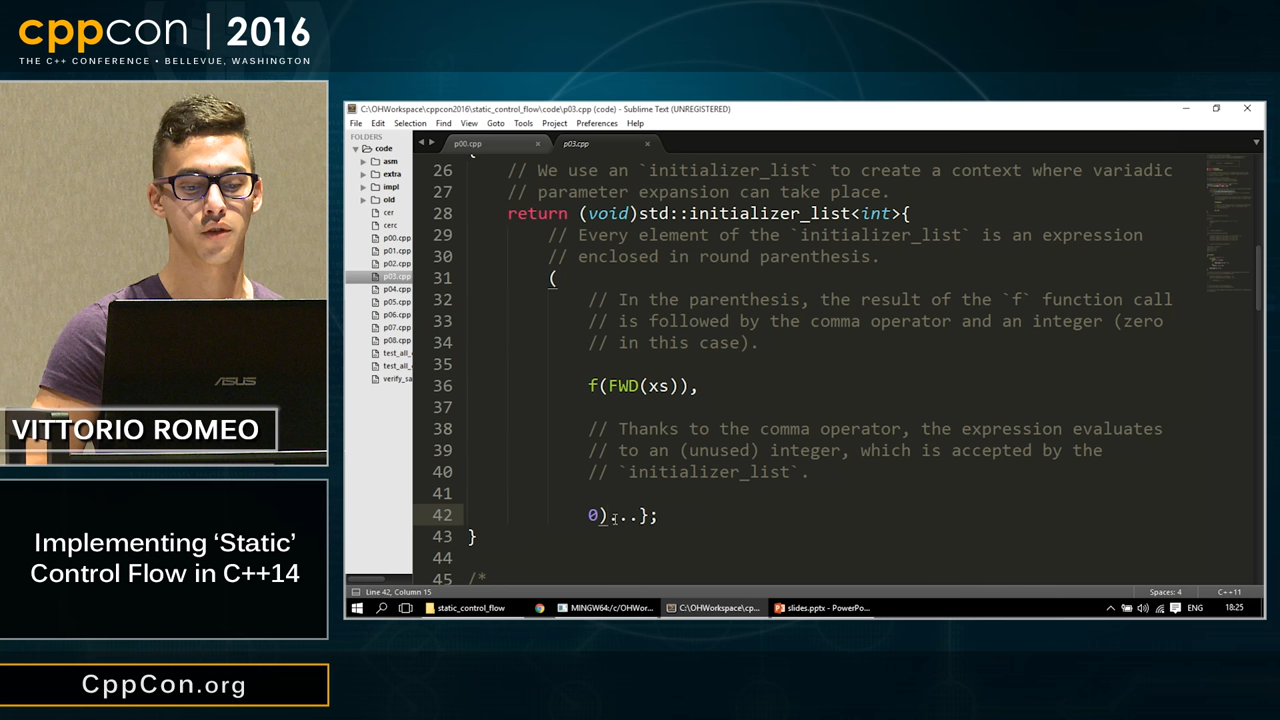 cppcon | 2016
THE C++ CONFERENCE • BELLEVUE, WASHINGTON
ASUS
VITTORIO ROMEO
Implementing ‘Static’
Control Flow in C++14
CppCon.org
C:\OHWorkspace\cppcon2016\static_control_flow\code\p03.cpp (code) - Sublime Text (UNREGISTERED)
File Edit Selection Find View Goto Tools Project Preferences Help
FOLDERS
code
asm
extra
impl
old
cer
cerc
p00.cpp
p01.cpp
p02.cpp
p03.cpp
p04.cpp
p05.cpp
p06.cpp
p07.cpp
p08.cpp
test_all_
test_all_
verify_sa
p00.cpp p03.cpp
{
26 // We use an `initializer_list` to create a context where variadic
27 // parameter expansion can take place.
28 return (void)std::initializer_list<int>{
29 // Every element of the `initializer_list` is an expression
30 // enclosed in round parenthesis.
31 (
32 // In the parenthesis, the result of the `f` function call
33 // is followed by the comma operator and an integer (zero
34 // in this case).
35
36 f(FWD(xs)),
37
38 // Thanks to the comma operator, the expression evaluates
39 // to an (unused) integer, which is accepted by the
40 // `initializer_list`.
41
42 0)...};
43 }
44
45 /*
Line 42, Column 15 Spaces: 4 C++11
static_control_flow MINGW64:/c/OHWor... C:\OHWorkspace\cp... slides.pptx - PowerPo... ENG 18:25